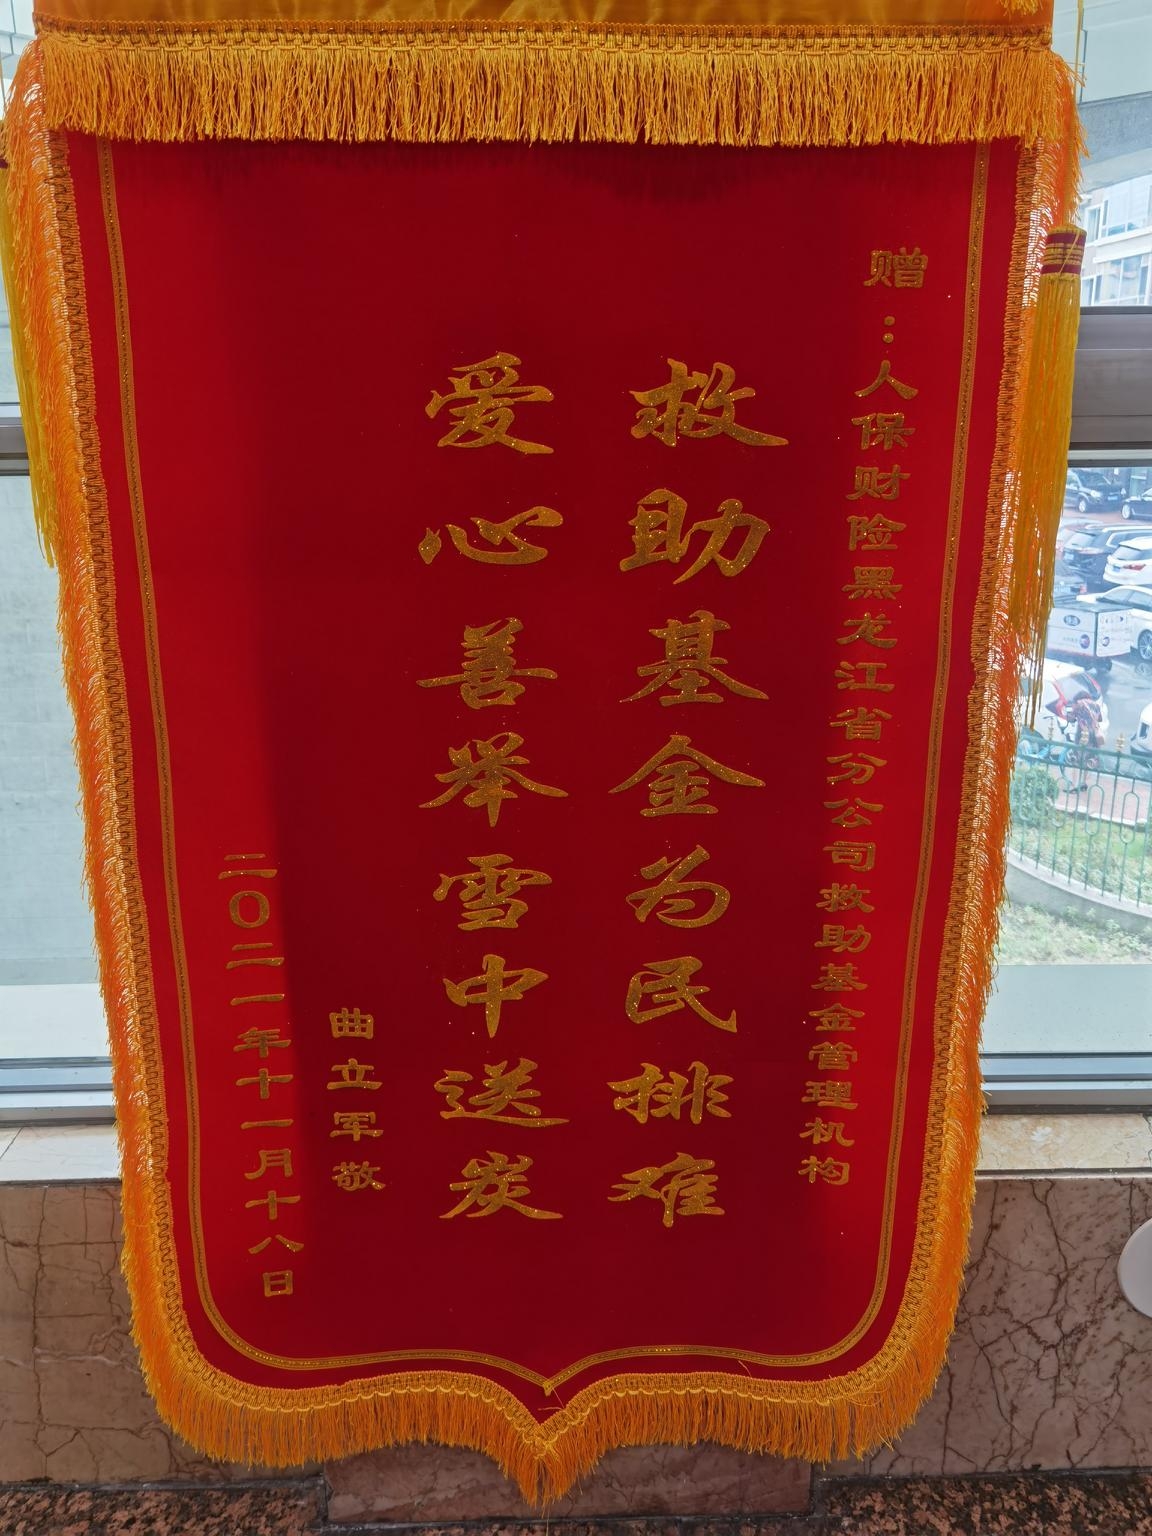 赠：人保财险黑龙江省分公司救助基金管理机构
救助基金为民排难
爱心善举雪中送炭
曲立军敬
二〇二一年十一月十八日